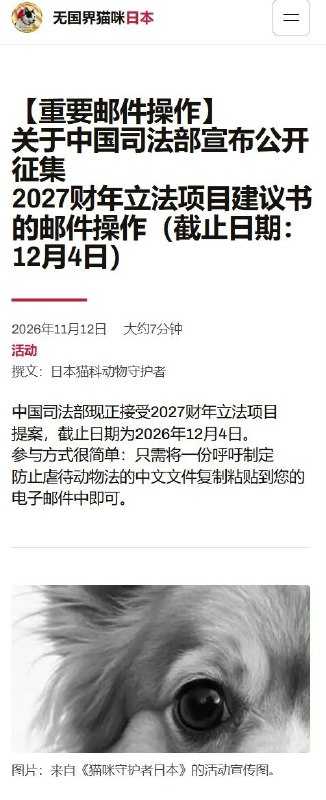 无国界猫咪日本
【重要邮件操作】
关于中国司法部宣布公开
征集
2027财年立法项目建议书
的邮件操作（截止日期：
12月4日）
2026年11月12日 大约7分钟
活动
撰文：日本猫科动物守护者
中国司法部现正接受2027财年立法项目
提案，截止日期为2026年12月4日。
参与方式很简单：只需将一份呼吁制定
防止虐待动物法的中文文件复制粘贴到您的
电子邮件中即可。
图片：来自《猫咪守护者日本》的活动宣传图。